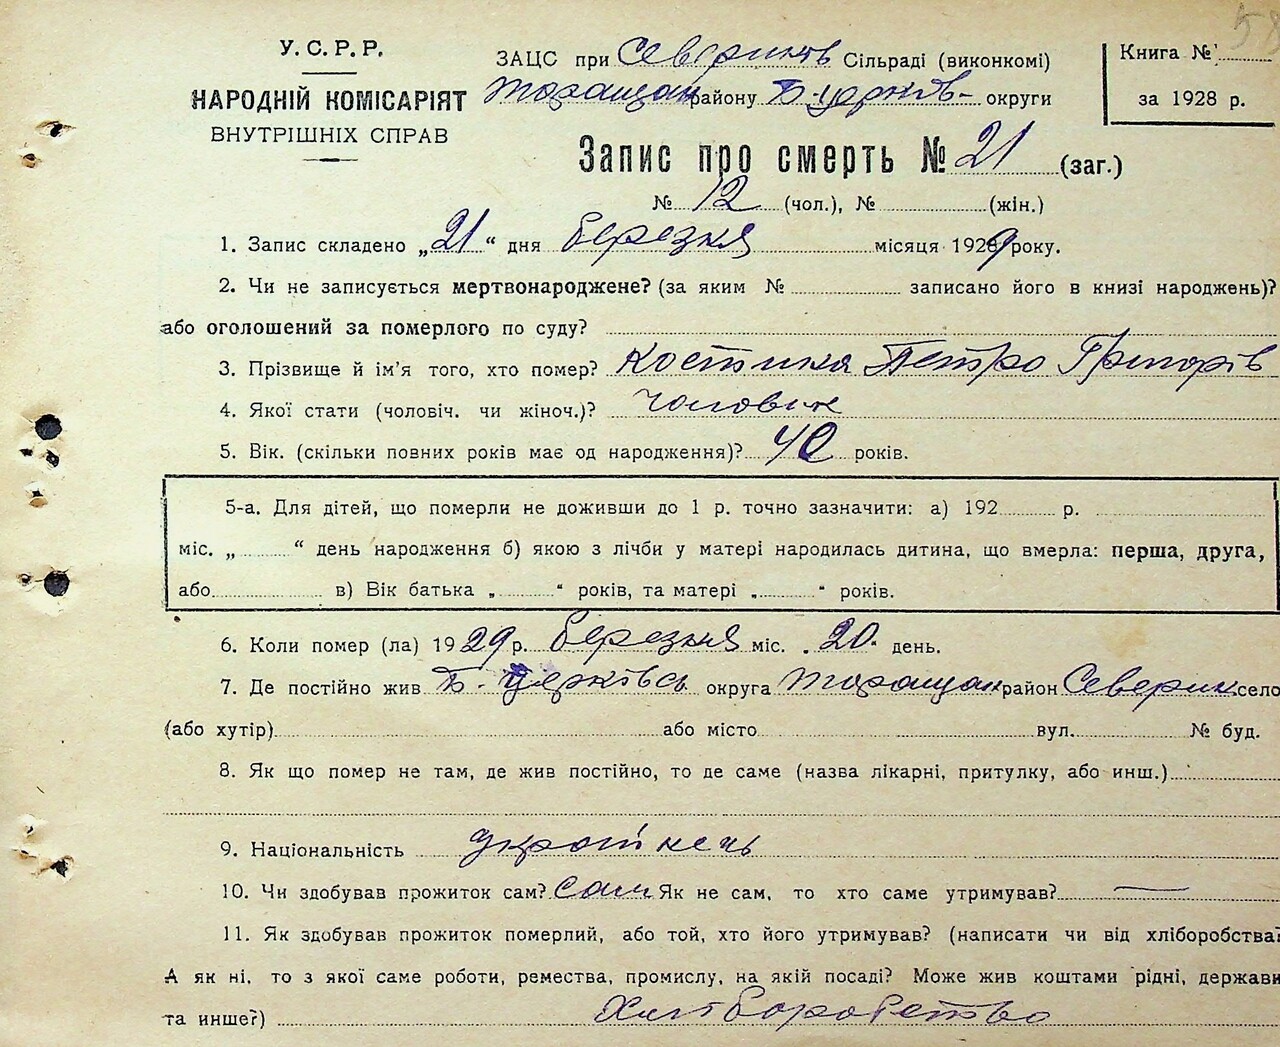 58
У.С.Р.Р.
НАРОДНІЙ КОМІСАРІЯТ
ВНУТРІШНІХ СПРАВ
ЗАЦС при Северинів Сільраді (виконкомі)
Таращан району Б-церків- округи
Книга №
за 1928 р.
Запис про смерть № 21 (заг.)
№ 12 (чол.), № (жін.)
1. Запис складено „21“ дня березня місяця 1929 року.
2. Чи не записується мертвонароджене? (за яким № записано його в книзі народжень)?
або оголошений за померлого по суду?
3. Прізвище й ім'я того, хто помер? Петро Григорів
4. Якої стати (чоловіч. чи жіноч.)? чоловік
5. Вік. (скільки повних років має од народження)? 40 років.
5-а. Для дітей, що померли не доживши до 1 р. точно зазначити: а) 192 р.
міс. „ “ день народження б) якою з лічби у матері народилась дитина, що вмерла: перша, друга,
або в) Вік батька „ “ років, та матері „ “ років.
6. Коли помер (ла) 1929 р. березня міс. „20“ день.
7. Де постійно жив Б. Церківсь округа Таращан район Северин село
(або хутір) або місто вул. № буд.
8. Як що помер не там, де жив постійно, то де саме (назва лікарні, притулку, або инш.)
9. Національність
10. Чи здобував прожиток сам? Сам Як не сам, то хто саме утримував? —
11. Як здобував прожиток померлий, або той, хто його утримував? (написати чи від хліборобства?
А як ні, то з якої саме роботи, ремества, промислу, на якій посаді? Може жив коштами рідні, держави
та инше?) Хліборобство